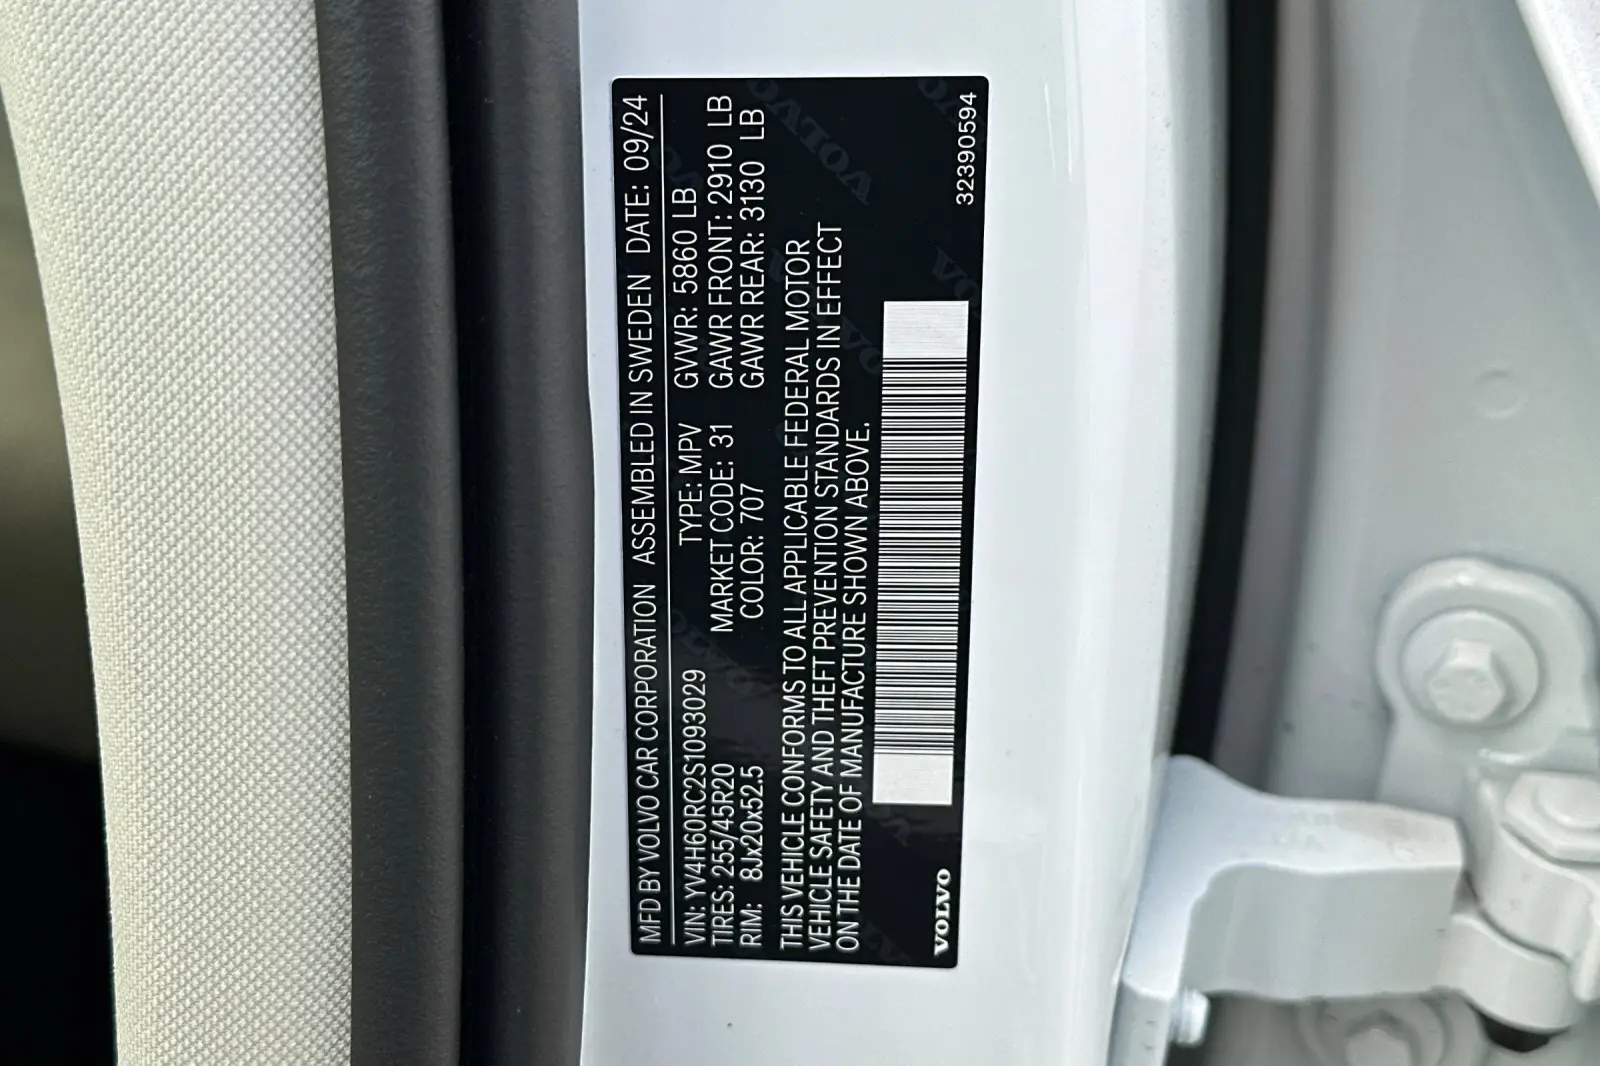 MFD BY VOLVO CAR CORPORATION ASSEMBLED IN SWEDEN DATE: 09/24
VIN: YV4H60RC2S1093029 TYPE: MPV GVWR: 5860 LB
TIRES: 255/45R20 MARKET CODE: 31 GAWR FRONT: 2910 LB
RIM: 8Jx20x52.5 COLOR: 707 GAWR REAR: 3130 LB
THIS VEHICLE CONFORMS TO ALL APPLICABLE FEDERAL MOTOR
VEHICLE SAFETY AND THEFT PREVENTION STANDARDS IN EFFECT
ON THE DATE OF MANUFACTURE SHOWN ABOVE.
VOLVO 32390594